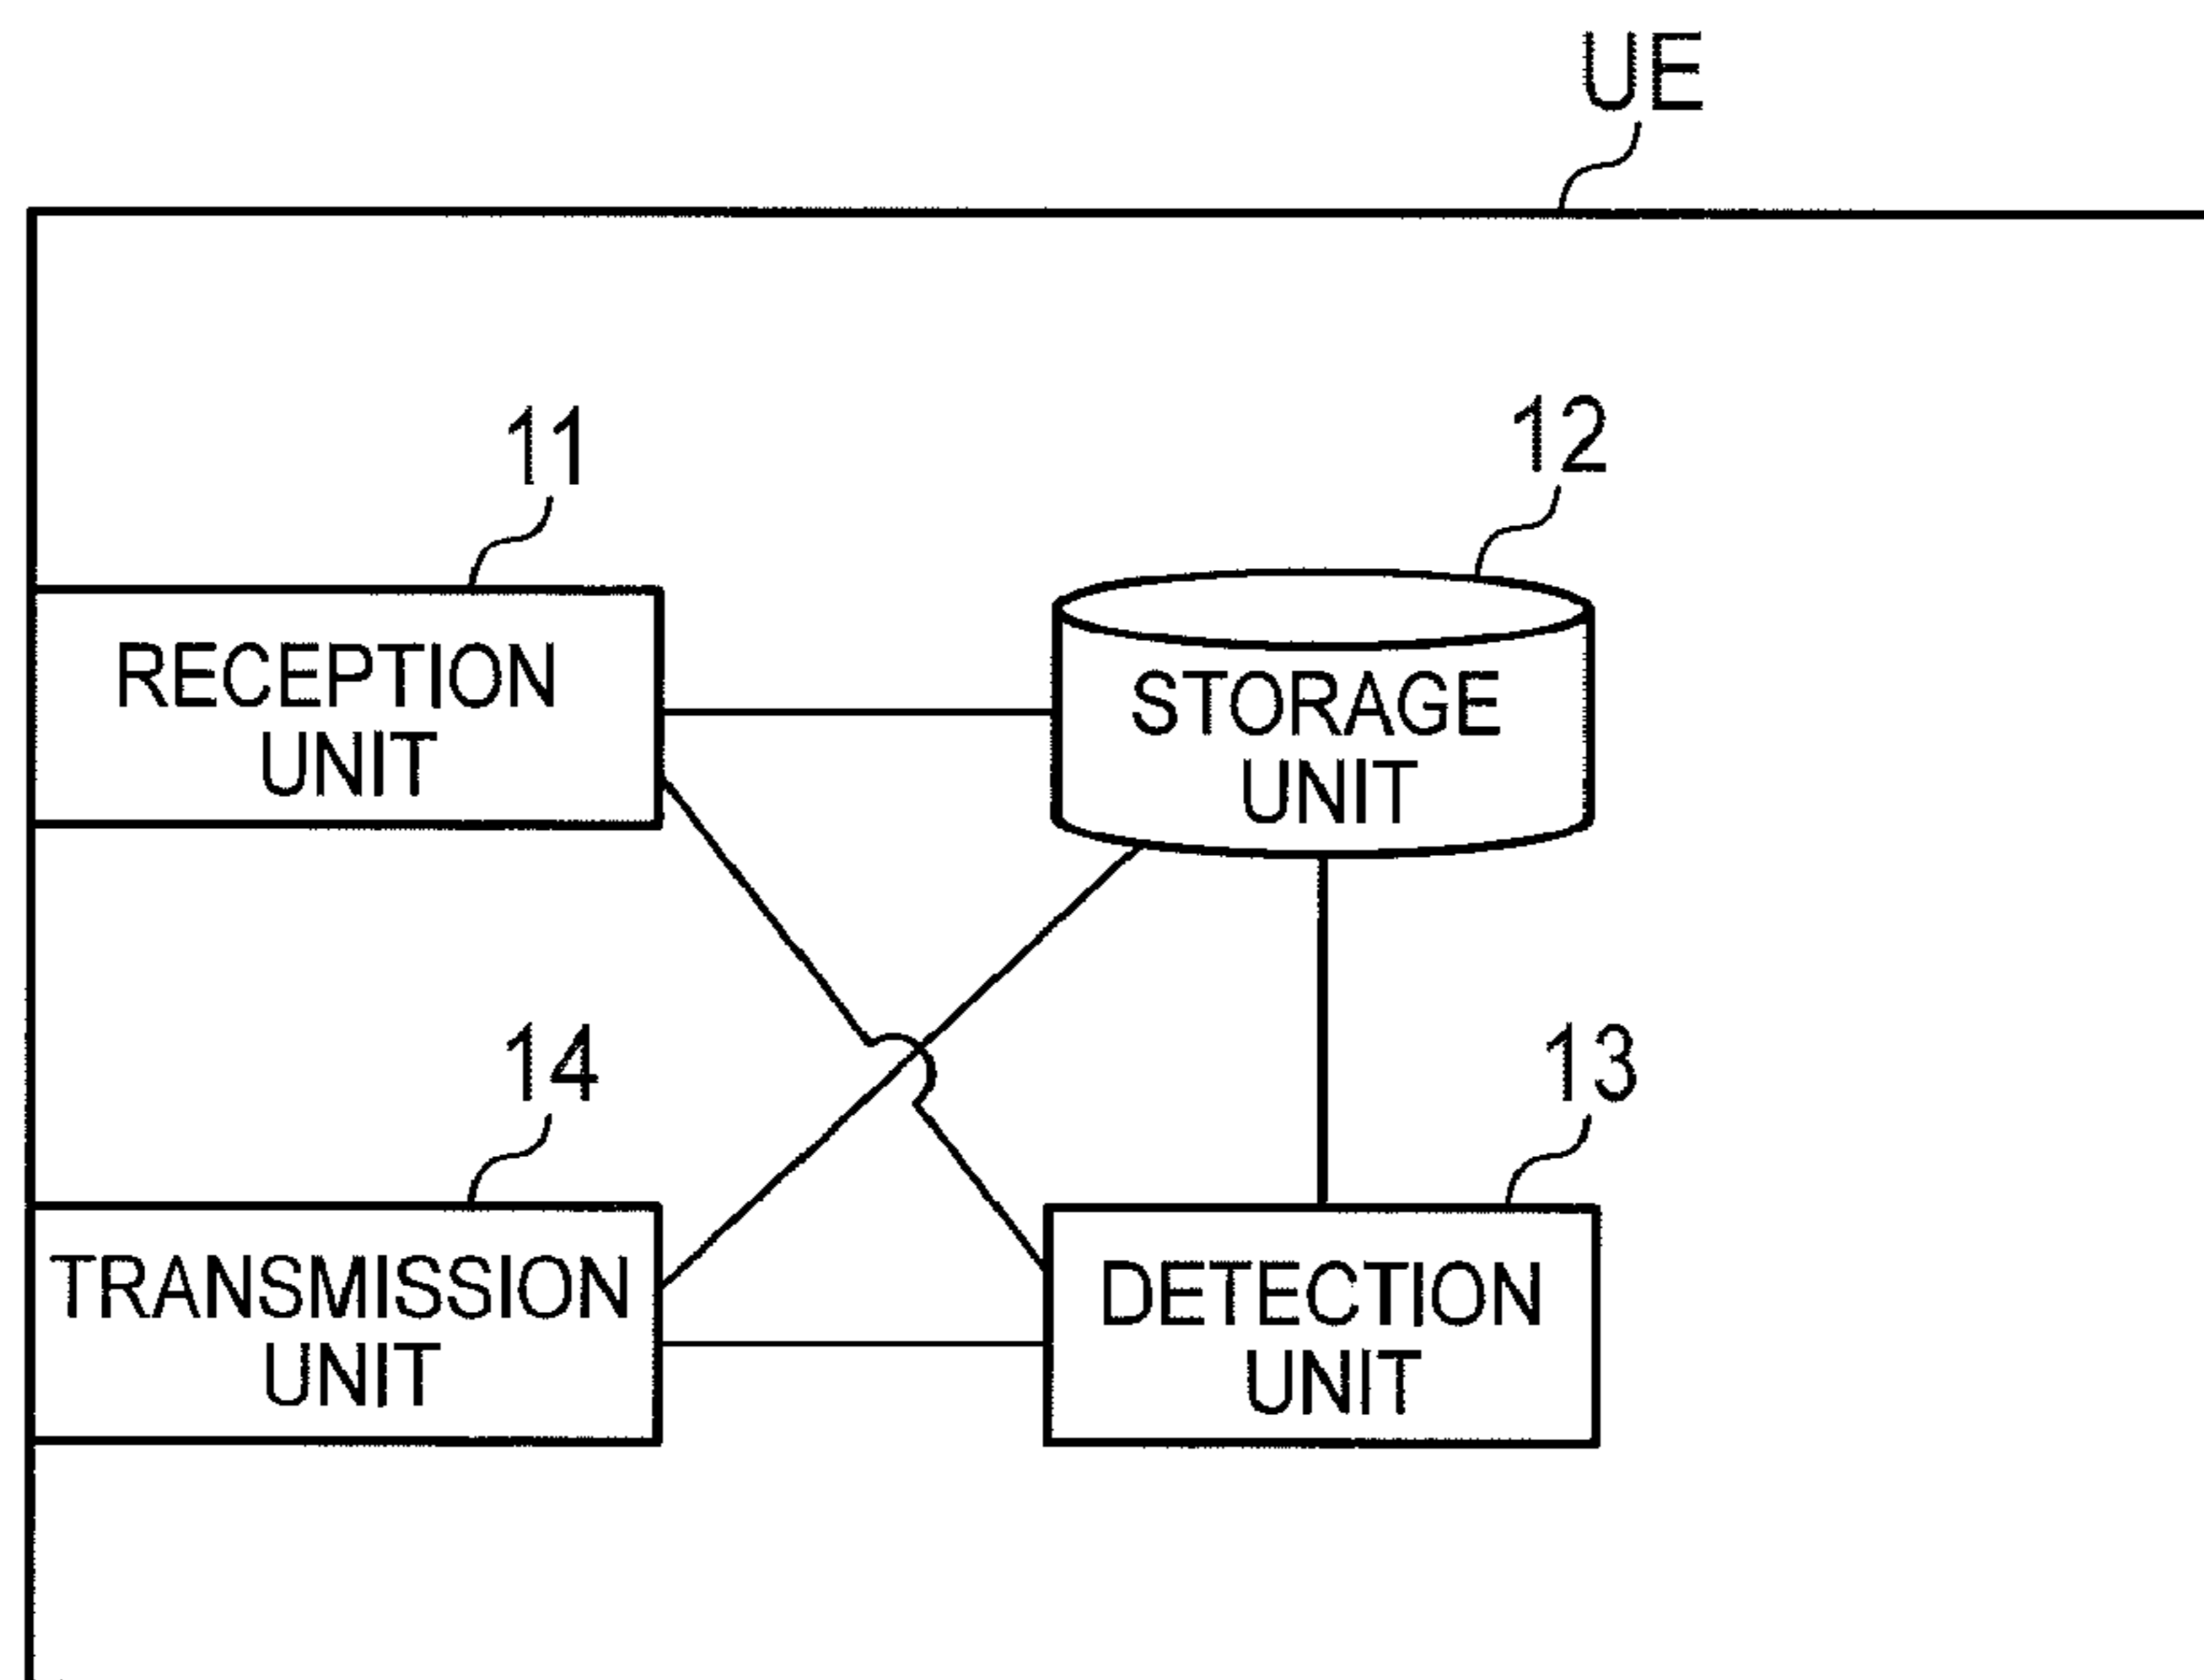 UE
11
12
RECEPTION
UNIT
STORAGE
UNIT
14
13
TRANSMISSION
UNIT
DETECTION
UNIT